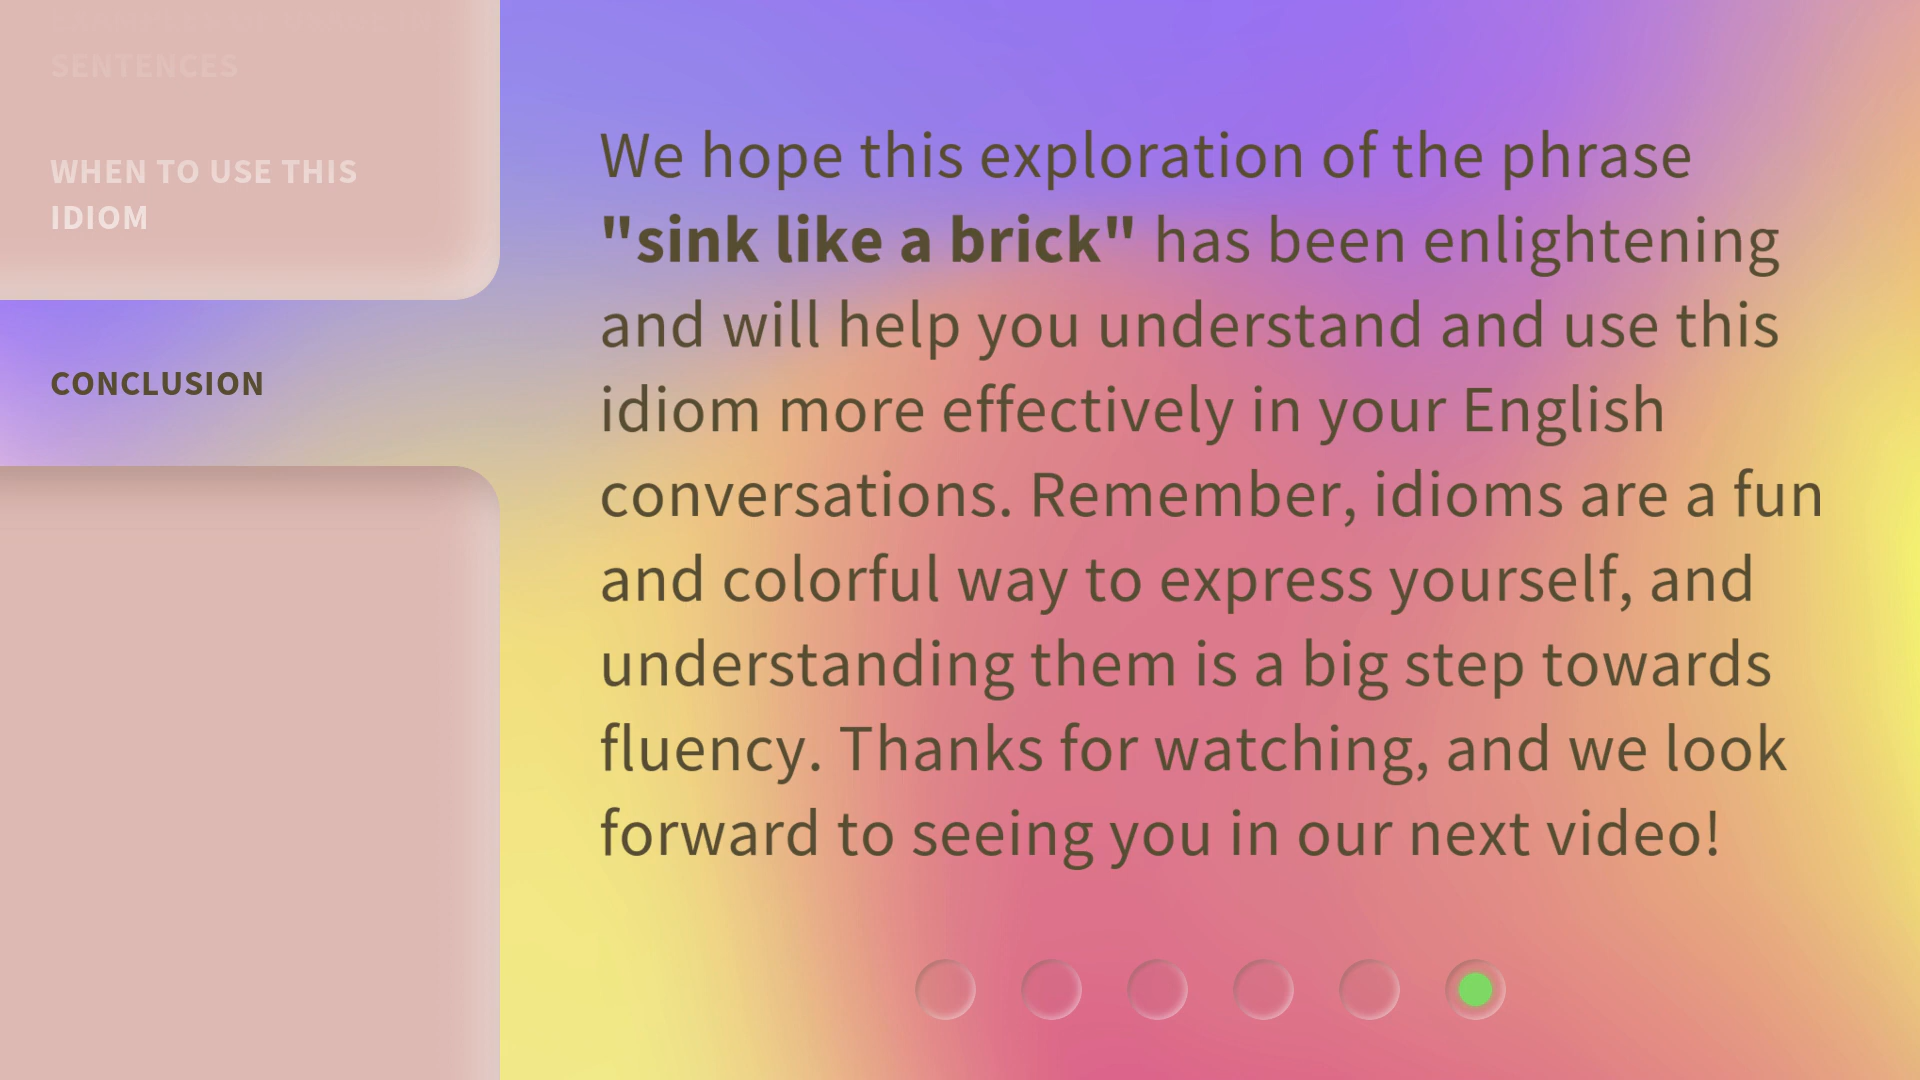 SENTENCES
WHEN TO USE THIS
IDIOM
CONCLUSION
We hope this exploration of the phrase
"sink like a brick" has been enlightening
and will help you understand and use this
idiom more effectively in your English
conversations. Remember, idioms are a fun
and colorful way to express yourself, and
understanding them is a big step towards
fluency. Thanks for watching, and we look
forward to seeing you in our next video!